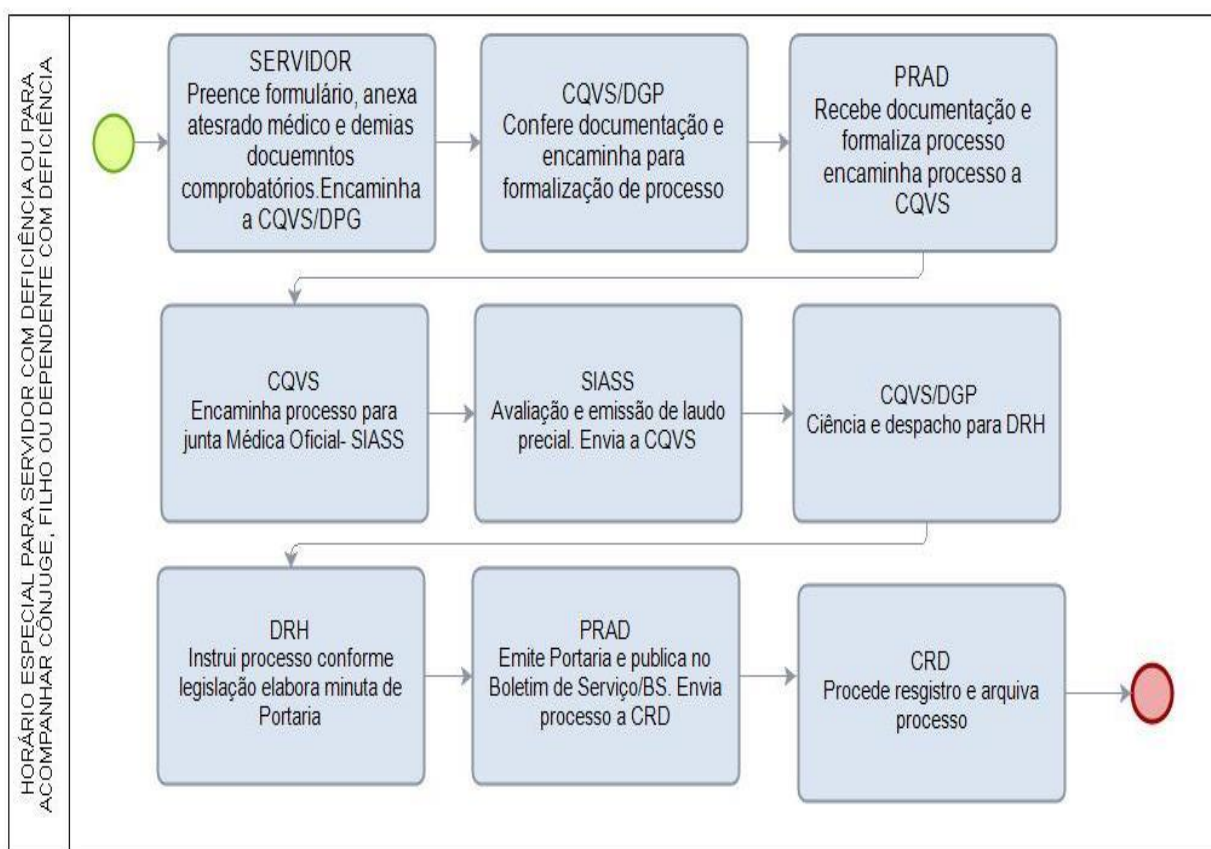 HORÁRIO ESPECIAL PARA SERVIDOR COM DEFICIÊNCIA OU PARA
ACOMPANHAR CÔNJUGE, FILHO OU DEPENDENTE COM DEFICIÊNCIA
SERVIDOR
Preence formulário, anexa
atesrado médico e demias
docuemntos
comprobatórios.Encaminha
a CQVS/DPG
CQVS/DGP
Confere documentação e
encaminha para
formalização de processo
PRAD
Recebe documentação e
formaliza processo
encaminha processo a
CQVS
CQVS
Encaminha processo para
junta Médica Oficial- SIASS
SIASS
Avaliação e emissão de laudo
precial. Envia a CQVS
CQVS/DGP
Ciência e despacho para DRH
DRH
Instrui processo conforme
legislação elabora minuta de
Portaria
PRAD
Emite Portaria e publica no
Boletim de Serviço/BS. Envia
processo a CRD
CRD
Procede resgistro e arquiva
processo